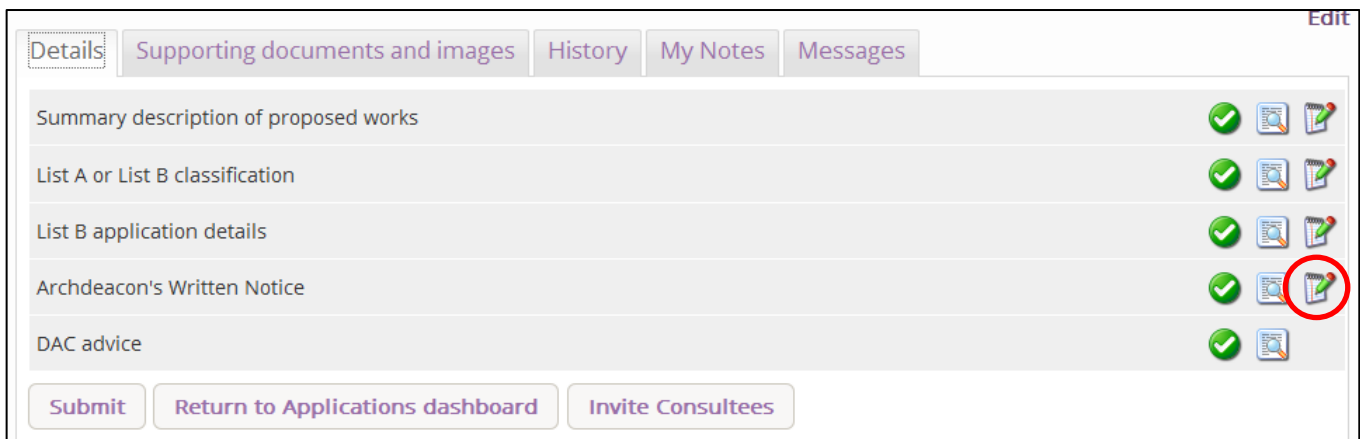 Edit
Details Supporting documents and images History My Notes Messages
Summary description of proposed works
List A or List B classification
List B application details
Archdeacon's Written Notice
DAC advice
Submit Return to Applications dashboard Invite Consultees